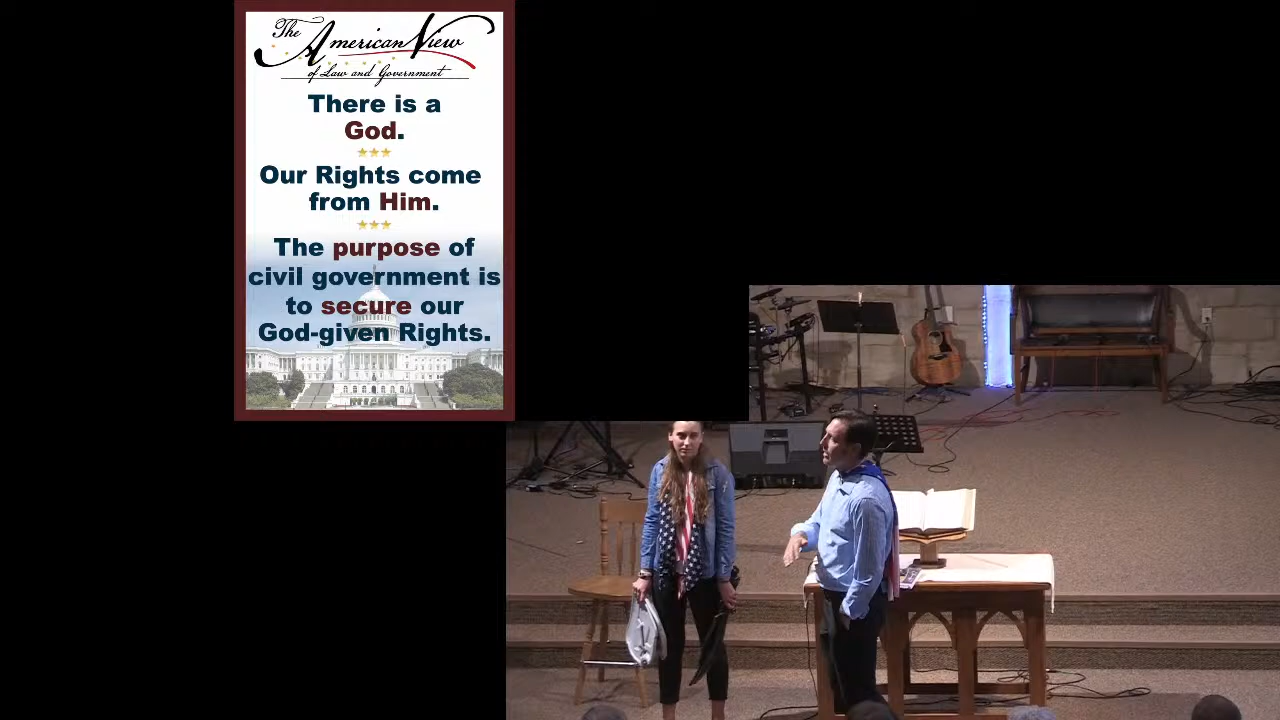 The
American View
of Law and Government
There is a
God.
Our Rights come
from Him.
The purpose of
civil government is
to secure our
God-given Rights.